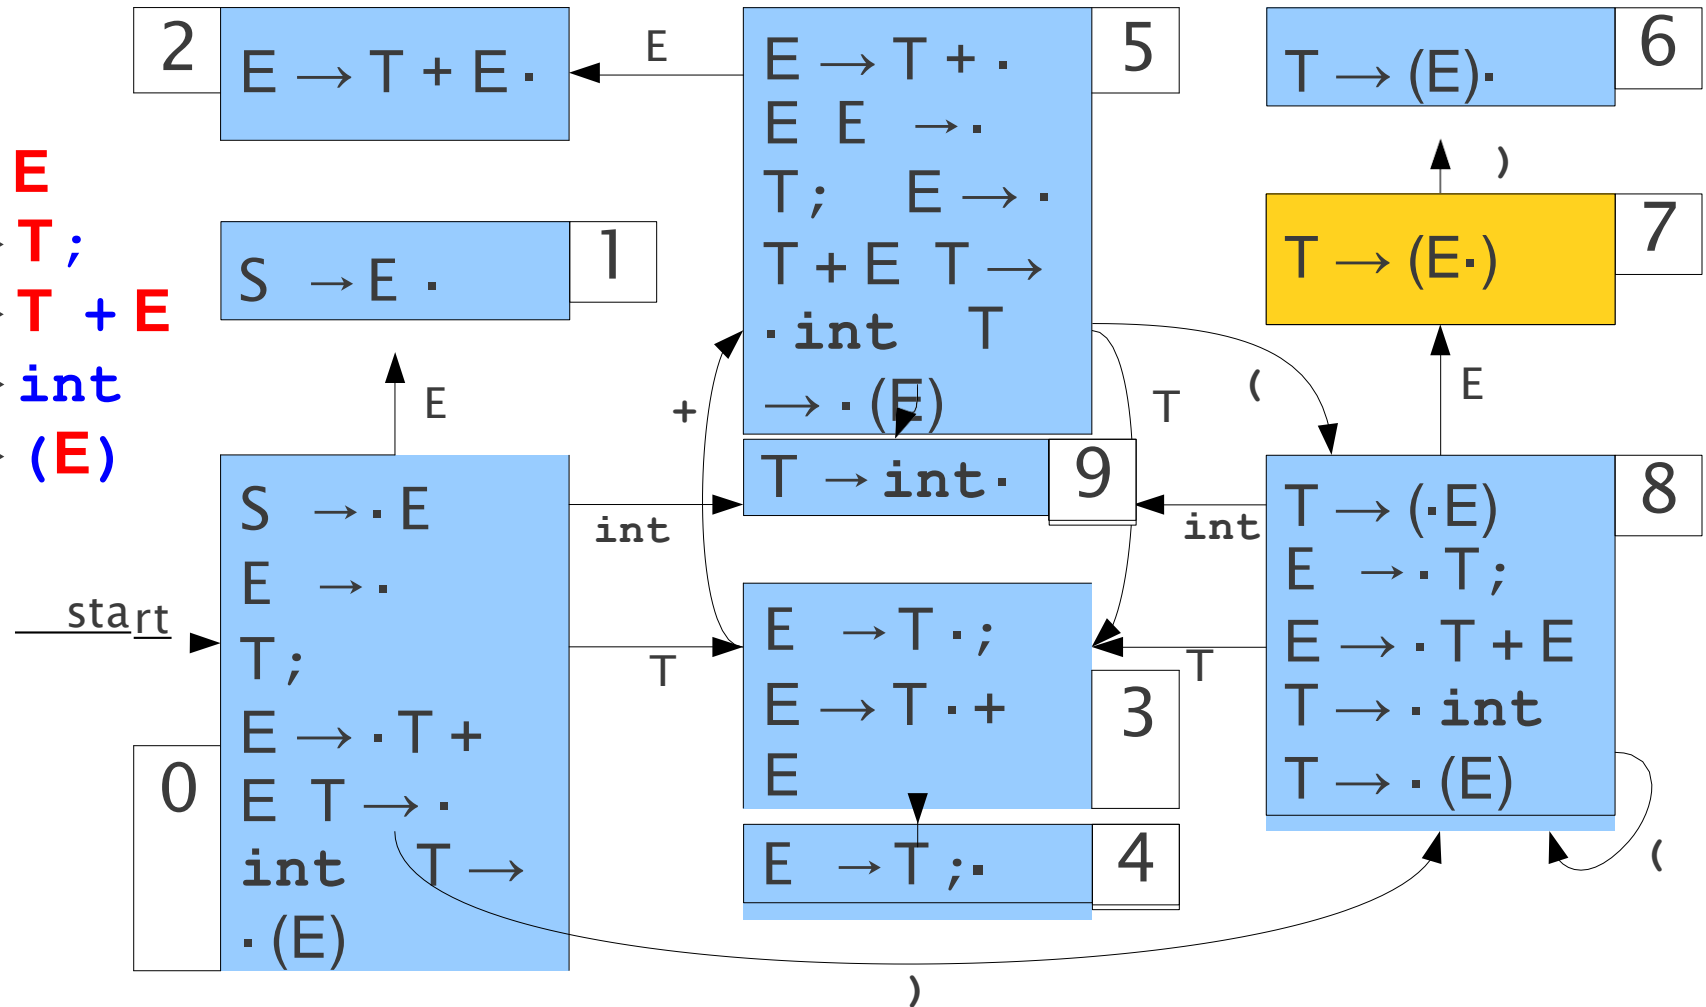 E
T ;
T + E
int
(E)
start
0
S → · E
E → ·
T ;
E → · T +
E T → ·
int T →
· (E)
E
int
T
)
1
S → E ·
2
E → T + E ·
E
5
E → T + ·
E E → ·
T ; E → ·
T + E T →
· int T
→ · (E)
+
T
(
9
T → int ·
3
E → T · ;
E → T · +
E
4
E → T ; ·
6
T → (E) ·
)
7
T → (E ·)
E
8
T → (· E)
E → · T ;
E → · T + E
T → · int
T → · (E)
int
T
(